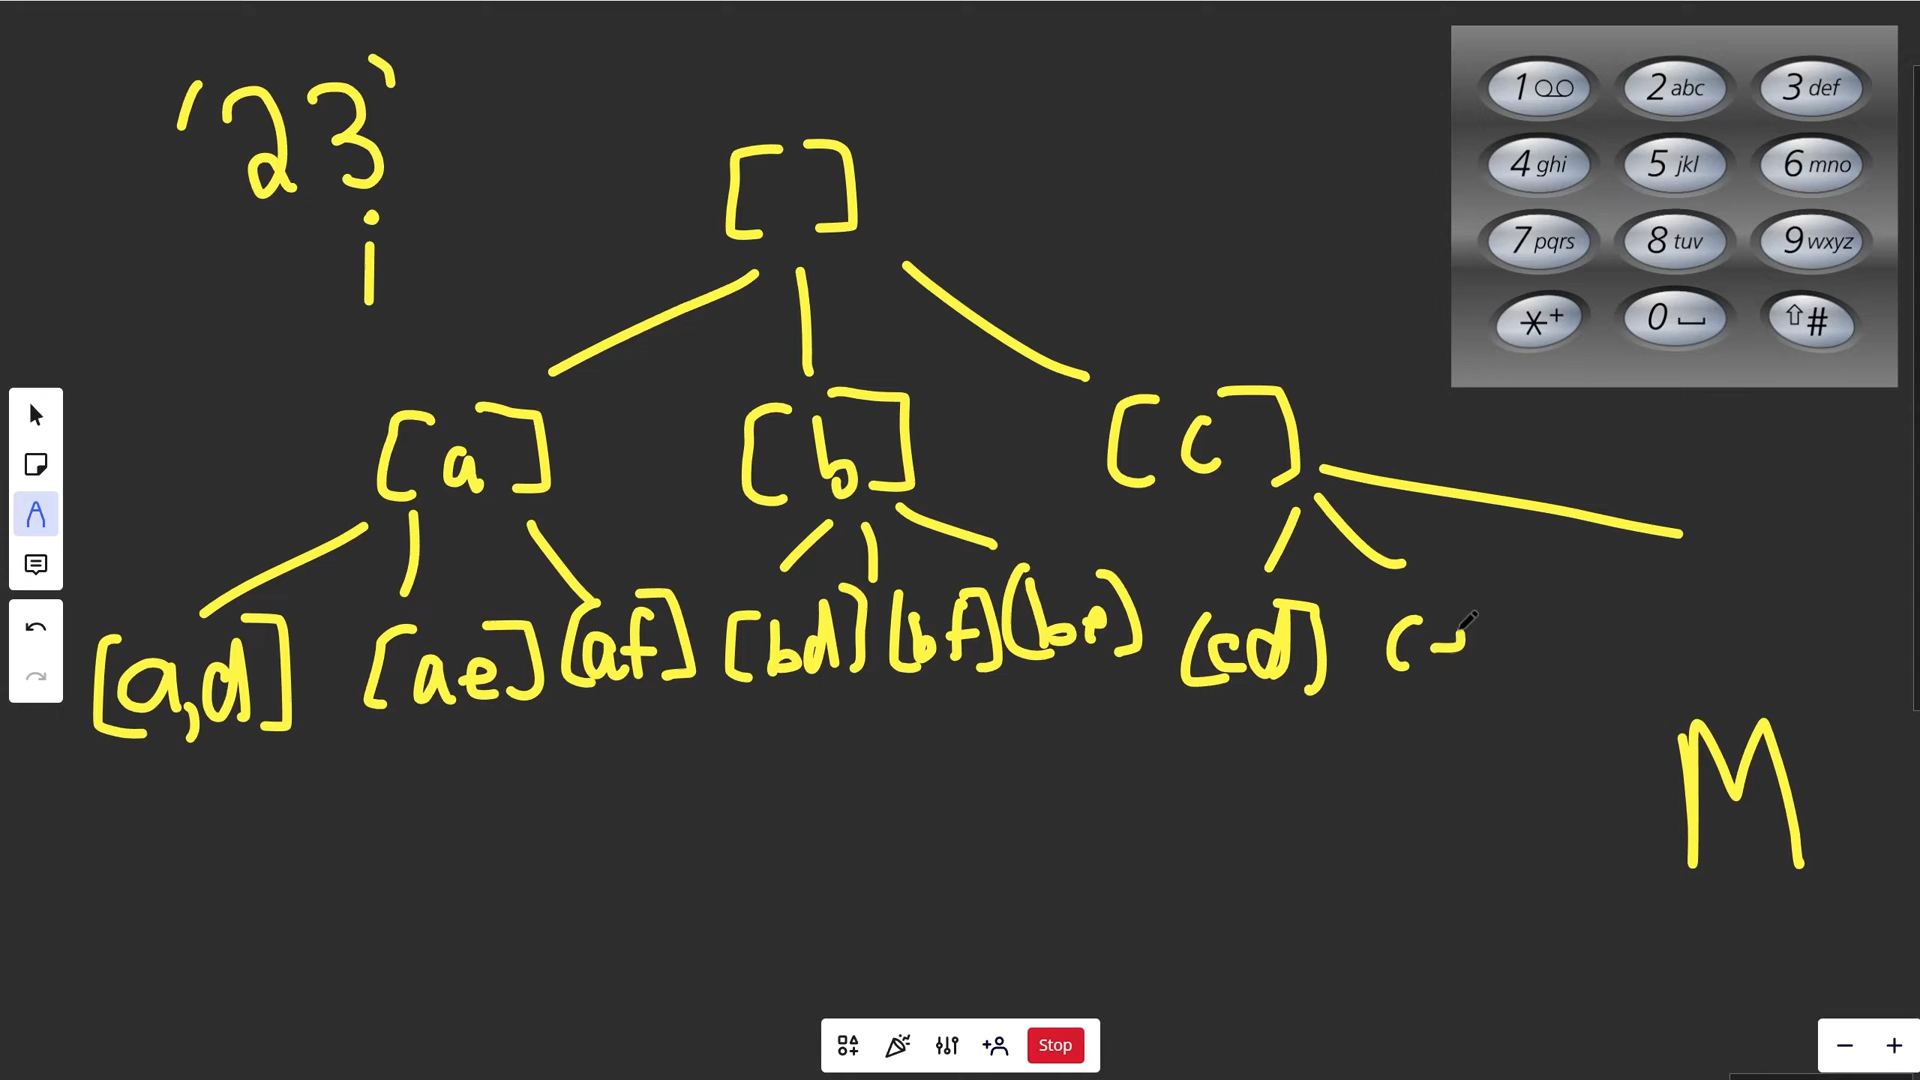 '23'
i
[ ]
[a] [b] [c]
[a,d] [ae] [af] [bd] [bf] [be] [cd]
M
1 2 abc 3 def
4 ghi 5 jkl 6 mno
7 pqrs 8 tuv 9 wxyz
*+ 0 #
Stop